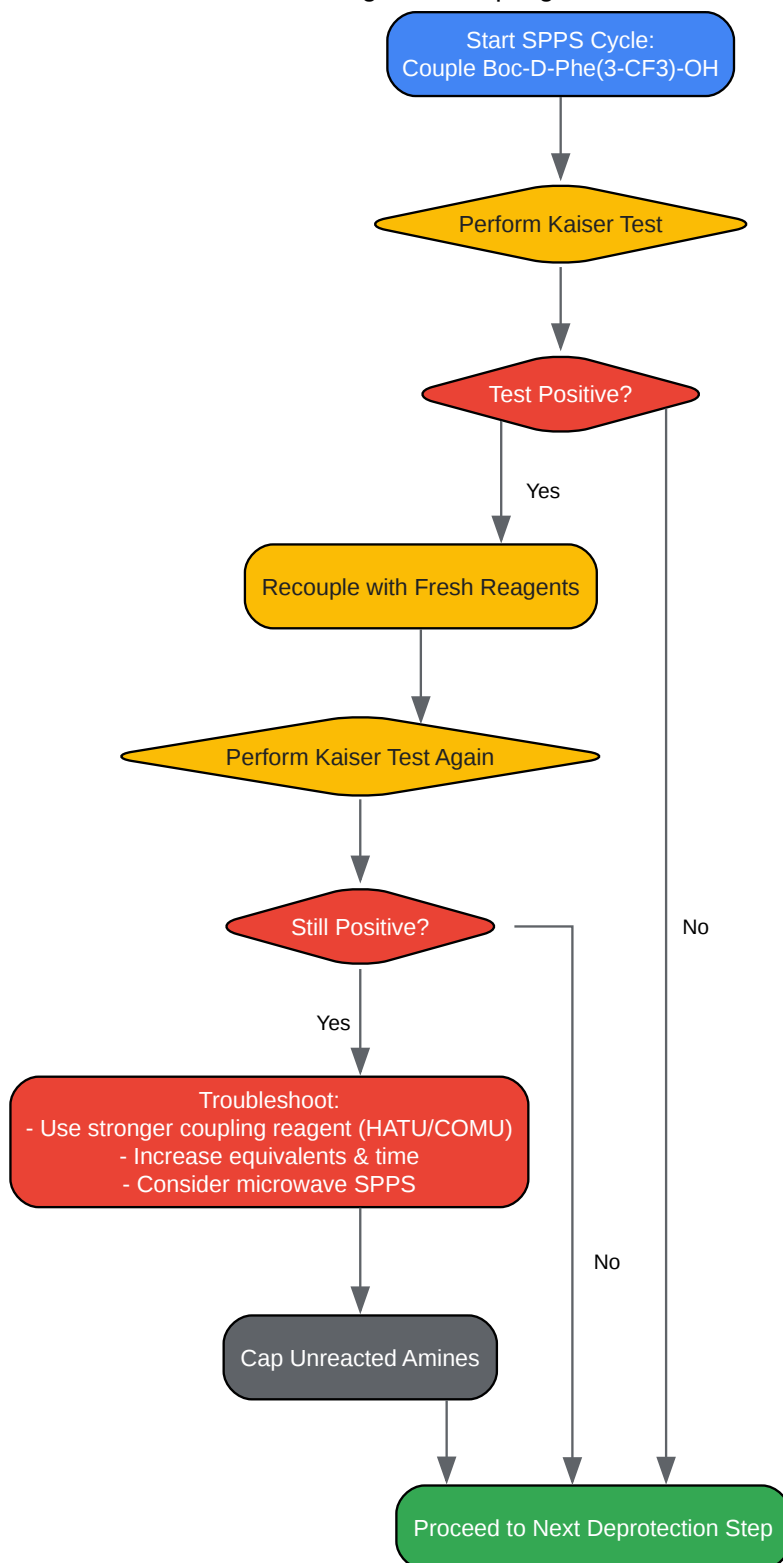 Start SPPS Cycle:
Couple Boc-D-Phe(3-CF3)-OH
Perform Kaiser Test
Test Positive?
Yes
Recouple with Fresh Reagents
Perform Kaiser Test Again
Still Positive?
No
Yes
Troubleshoot:
- Use stronger coupling reagent (HATU/COMU)
- Increase equivalents & time
- Consider microwave SPPS
No
Cap Unreacted Amines
Proceed to Next Deprotection Step